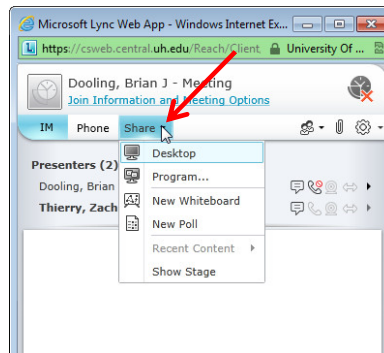 Microsoft Lync Web App - Windows Internet Ex...
https://csweb.central.uh.edu/Reach/Client
University Of ...
Dooling, Brian J - Meeting
Join Information and Meeting Options
IM Phone Share
Desktop
Presenters (2)
Program...
Dooling, Brian
New Whiteboard
Thierry, Zach
New Poll
Recent Content
Show Stage